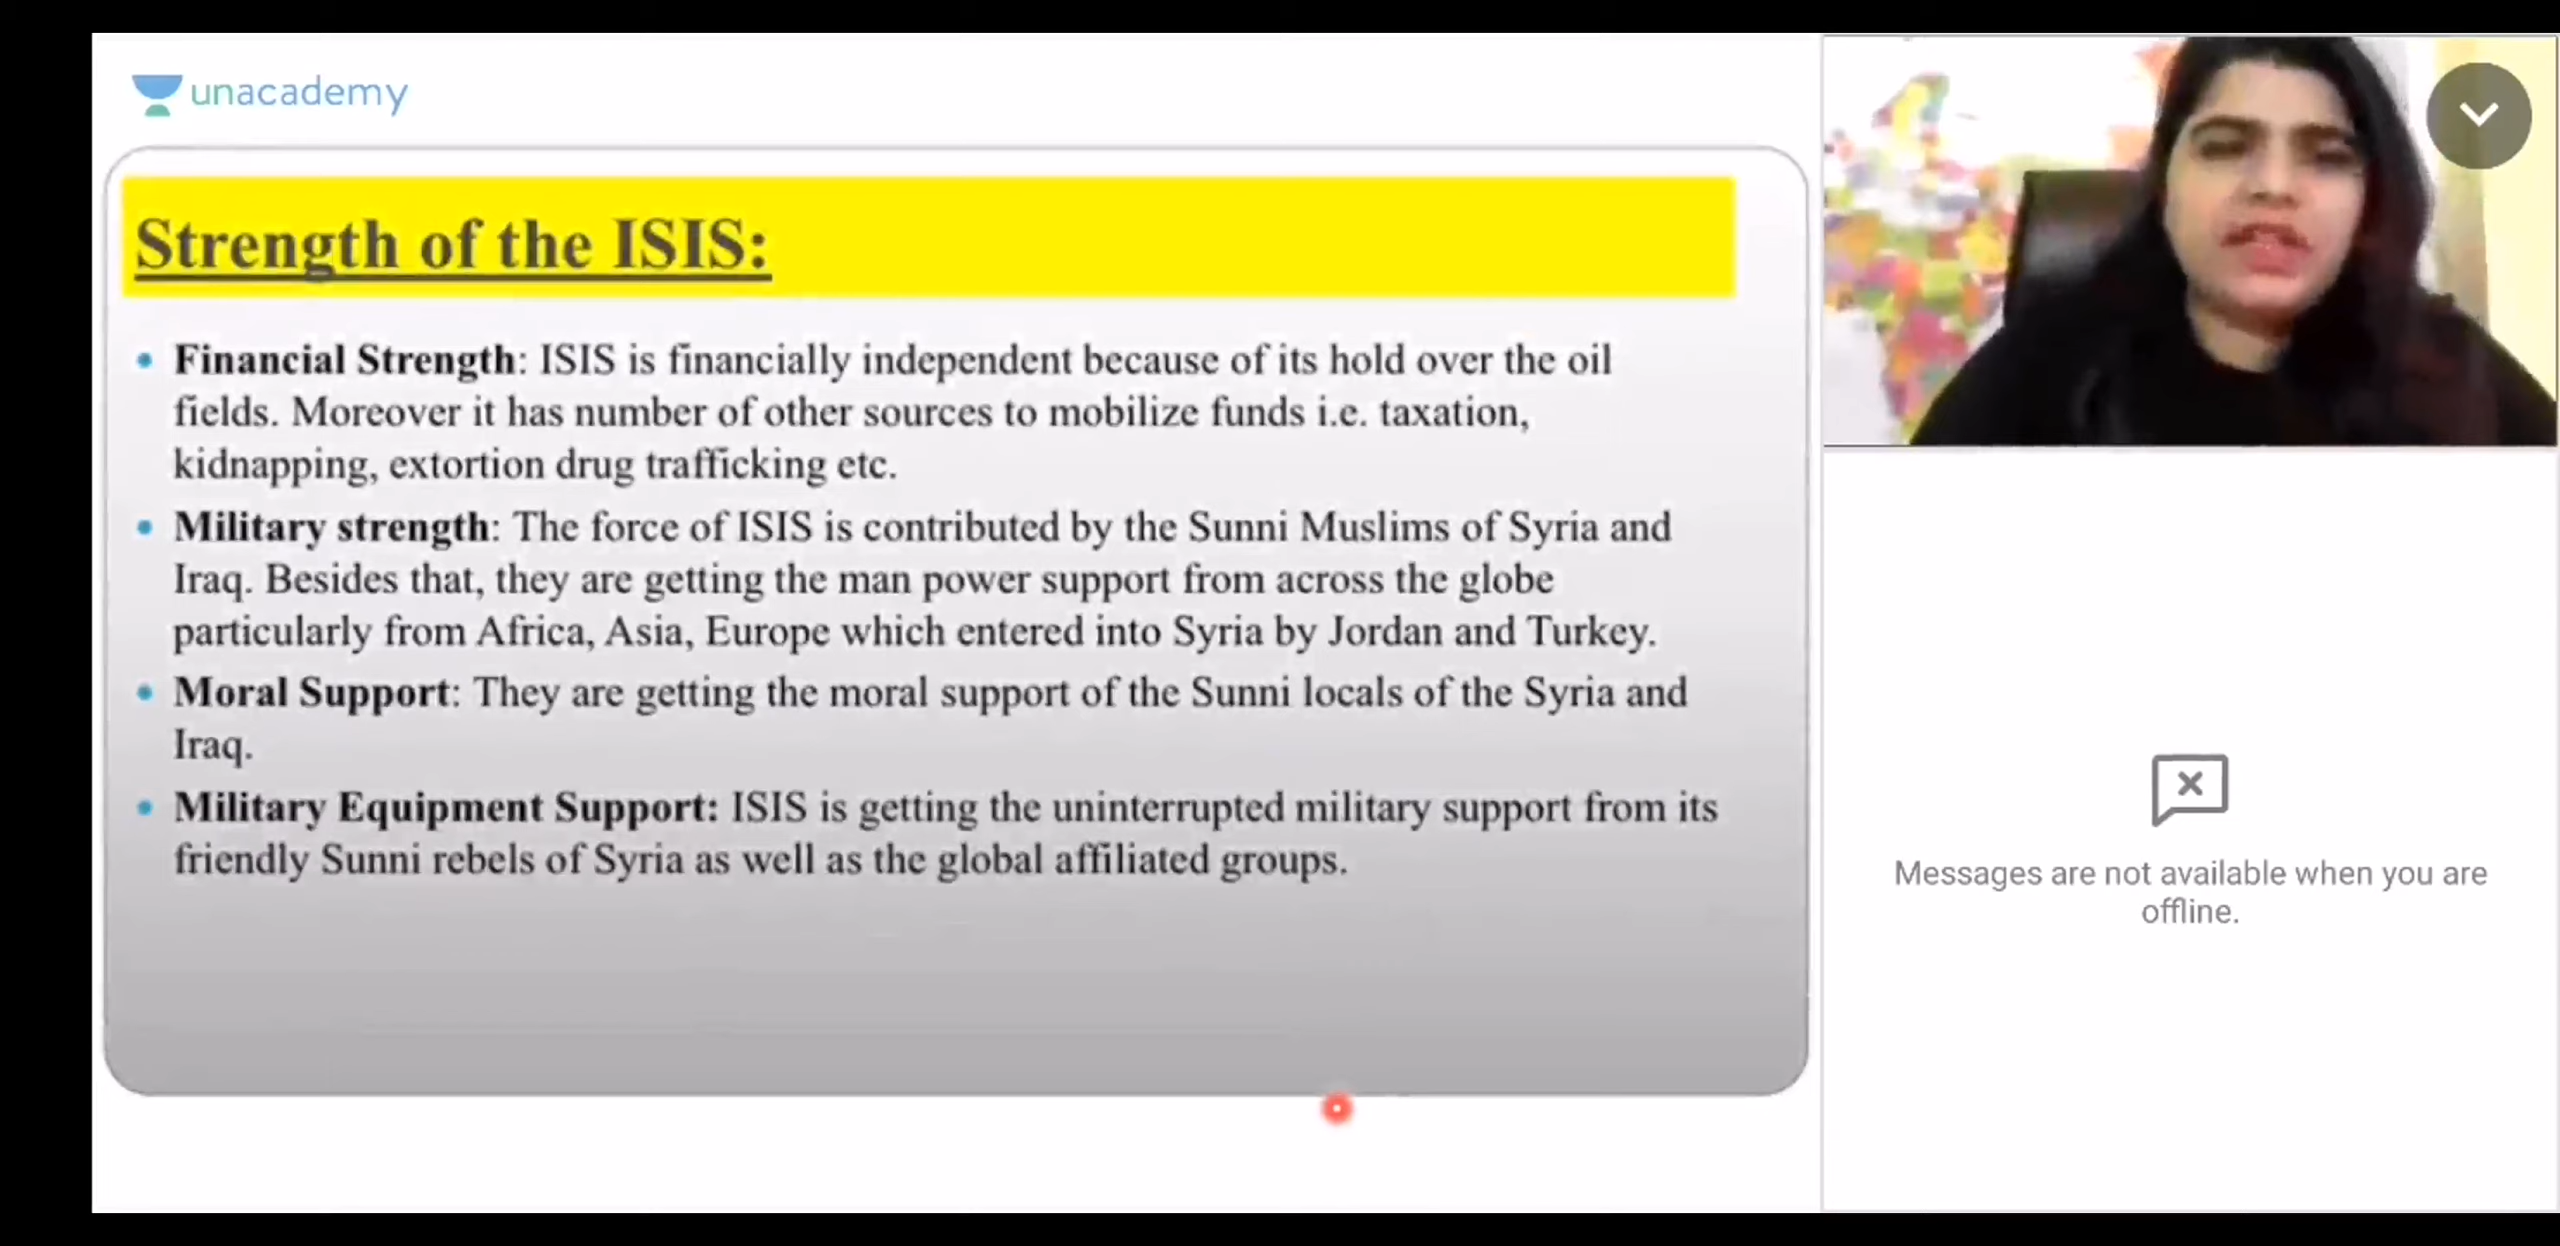 unacademy
Strength of the ISIS:
• Financial Strength: ISIS is financially independent because of its hold over the oil
fields. Moreover it has number of other sources to mobilize funds i.e. taxation,
kidnapping, extortion drug trafficking etc.
• Military strength: The force of ISIS is contributed by the Sunni Muslims of Syria and
Iraq. Besides that, they are getting the man power support from across the globe
particularly from Africa, Asia, Europe which entered into Syria by Jordan and Turkey.
• Moral Support: They are getting the moral support of the Sunni locals of the Syria and
Iraq.
• Military Equipment Support: ISIS is getting the uninterrupted military support from its
friendly Sunni rebels of Syria as well as the global affiliated groups.
Messages are not available when you are
offline.